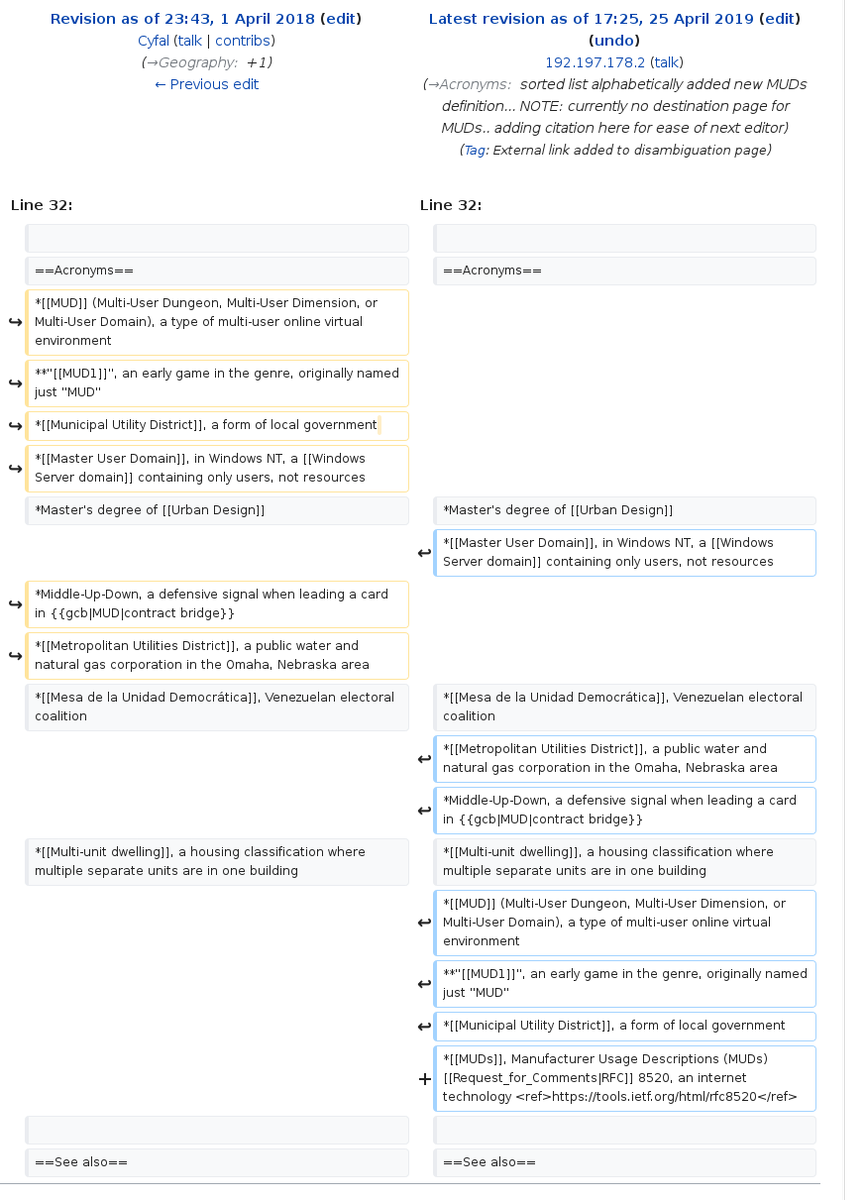 Revision as of 23:43, 1 April 2018 (edit)
Cyfal (talk | contribs)
(→Geography: +1)
← Previous edit
Latest revision as of 17:25, 25 April 2019 (edit)
(undo)
192.197.178.2 (talk)
(→Acronyms: sorted list alphabetically added new MUDs
definition... NOTE: currently no destination page for
MUDs.. adding citation here for ease of next editor)
(Tag: External link added to disambiguation page)
Line 32:
Line 32:
==Acronyms==
==Acronyms==
*[[MUD]] (Multi-User Dungeon, Multi-User Dimension, or
Multi-User Domain), a type of multi-user online virtual
environment
**"[[MUD1]]", an early game in the genre, originally named
just "MUD"
*[[Municipal Utility District]], a form of local government
*[[Master User Domain]], in Windows NT, a [[Windows
Server domain]] containing only users, not resources
*Master's degree of [[Urban Design]]
*Master's degree of [[Urban Design]]
*[[Master User Domain]], in Windows NT, a [[Windows
Server domain]] containing only users, not resources
*Middle-Up-Down, a defensive signal when leading a card
in {{gcb|MUD|contract bridge}}
*[[Metropolitan Utilities District]], a public water and
natural gas corporation in the Omaha, Nebraska area
*[[Mesa de la Unidad Democrática]], Venezuelan electoral
coalition
*[[Mesa de la Unidad Democrática]], Venezuelan electoral
coalition
*[[Metropolitan Utilities District]], a public water and
natural gas corporation in the Omaha, Nebraska area
*Middle-Up-Down, a defensive signal when leading a card
in {{gcb|MUD|contract bridge}}
*[[Multi-unit dwelling]], a housing classification where
multiple separate units are in one building
*[[Multi-unit dwelling]], a housing classification where
multiple separate units are in one building
*[[MUD]] (Multi-User Dungeon, Multi-User Dimension, or
Multi-User Domain), a type of multi-user online virtual
environment
**"[[MUD1]]", an early game in the genre, originally named
just "MUD"
*[[Municipal Utility District]], a form of local government
+
*[[MUDs]], Manufacturer Usage Descriptions (MUDs)
[[Request_for_Comments|RFC]] 8520, an internet
technology <ref>https://tools.ietf.org/html/rfc8520</ref>
==See also==
==See also==